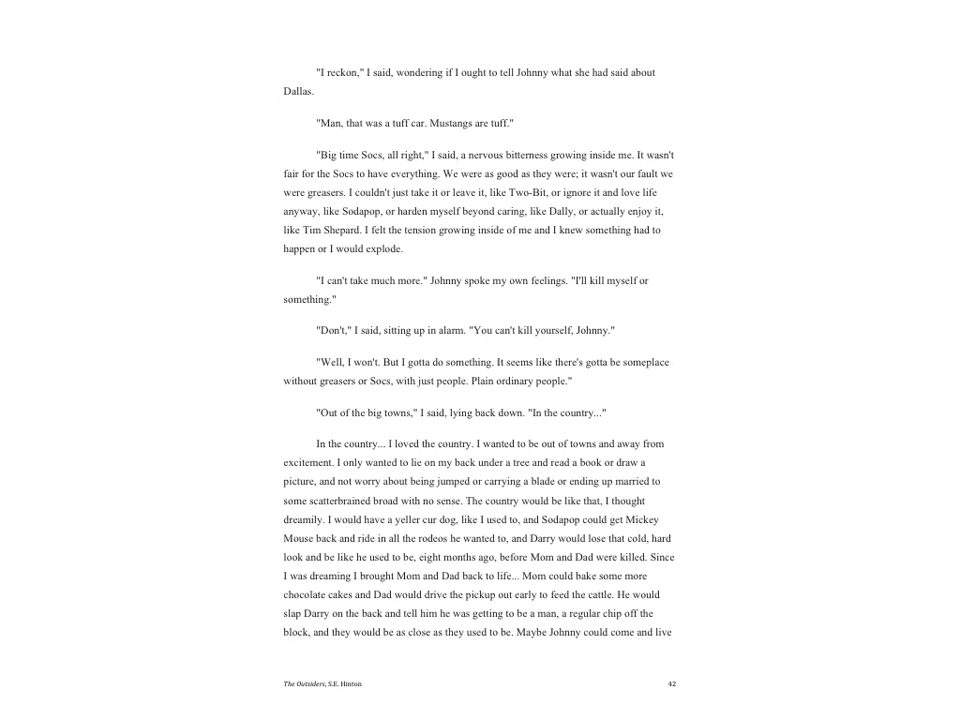 "I reckon," I said, wondering if I ought to tell Johnny what she had said about
Dallas.
"Man, that was a tuff car. Mustangs are tuff."
"Big time Socs, all right," I said, a nervous bitterness growing inside me. It wasn't
fair for the Socs to have everything. We were as good as they were; it wasn't our fault we
were greasers. I couldn't just take it or leave it, like Two-Bit, or ignore it and love life
anyway, like Sodapop, or harden myself beyond caring, like Dally, or actually enjoy it,
like Tim Shepard. I felt the tension growing inside of me and I knew something had to
happen or I would explode.
"I can't take much more." Johnny spoke my own feelings. "I'll kill myself or
something."
"Don't," I said, sitting up in alarm. "You can't kill yourself, Johnny."
"Well, I won't. But I gotta do something. It seems like there's gotta be someplace
without greasers or Socs, with just people. Plain ordinary people."
"Out of the big towns," I said, lying back down. "In the country..."
In the country... I loved the country. I wanted to be out of towns and away from
excitement. I only wanted to lie on my back under a tree and read a book or draw a
picture, and not worry about being jumped or carrying a blade or ending up married to
some scatterbrained broad with no sense. The country would be like that, I thought
dreamily. I would have a yeller cur dog, like I used to, and Sodapop could get Mickey
Mouse back and ride in all the rodeos he wanted to, and Darry would lose that cold, hard
look and be like he used to be, eight months ago, before Mom and Dad were killed. Since
I was dreaming I brought Mom and Dad back to life... Mom could bake some more
chocolate cakes and Dad would drive the pickup out early to feed the cattle. He would
slap Darry on the back and tell him he was getting to be a man, a regular chip off the
block, and they would be as close as they used to be. Maybe Johnny could come and live
The Outsiders, S.E. Hinton 42